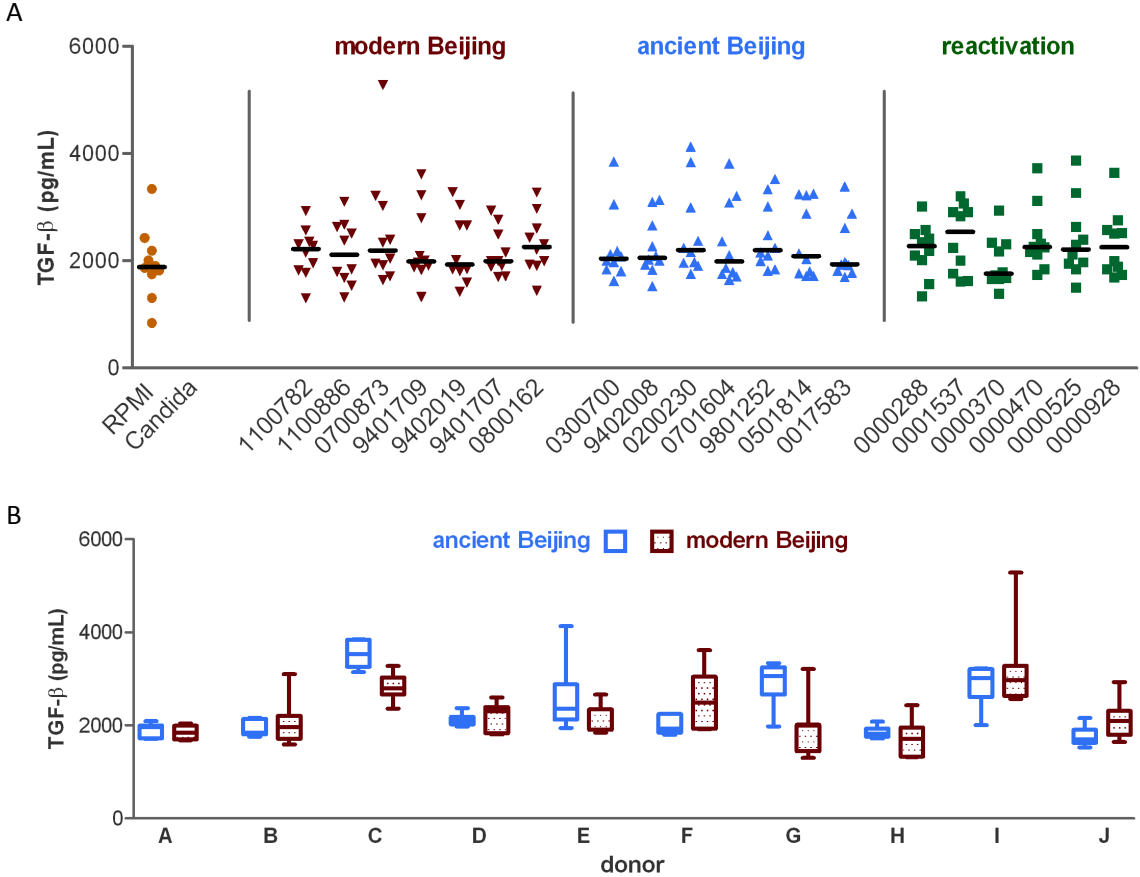 A
modern Beijing
ancient Beijing
reactivation
6000
4000
2000
0
TGF-β (pg/mL)
RPMI
Candida
1100782
1100886
0700873
9401709
9402019
9401707
0800162
0300700
9402008
0200230
0701604
9801252
0501814
0017583
0000288
0001537
0000370
0000470
0000525
0000928
B
ancient Beijing
modern Beijing
6000
4000
2000
0
TGF-β (pg/mL)
A B C D E F G H I J
donor